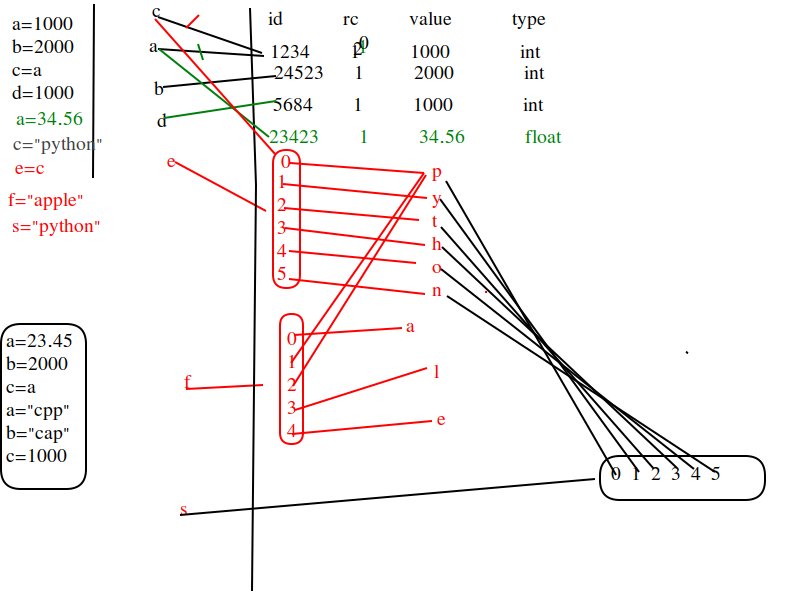 a=1000
b=2000
c=a
d=1000
a=34.56
c="python"
e=c
f="apple"
s="python"
a=23.45
b=2000
c=a
a="cpp"
b="cap"
c=1000
c
a
b
d
e
f
s
id rc value type
1234 0 1000 int
24523 1 2000 int
5684 1 1000 int
23423 1 34.56 float
0 p
1 y
2 t
3 h
4 o
5 n
0 a
1
2
3 l
4 e
0 1 2 3 4 5